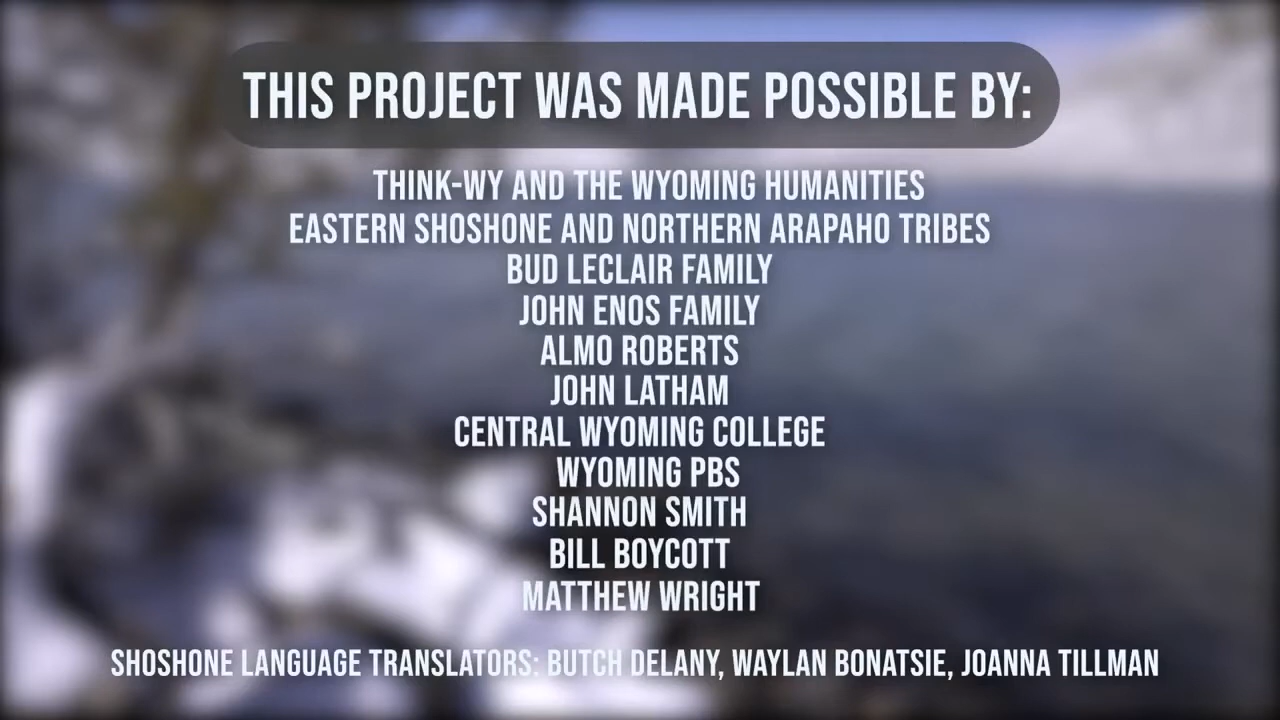 THIS PROJECT WAS MADE POSSIBLE BY:
THINK-WY AND THE WYOMING HUMANITIES
EASTERN SHOSHONE AND NORTHERN ARAPAHO TRIBES
BUD LECLAIR FAMILY
JOHN ENOS FAMILY
ALMO ROBERTS
JOHN LATHAM
CENTRAL WYOMING COLLEGE
WYOMING PBS
SHANNON SMITH
BILL BOYCOTT
MATTHEW WRIGHT
SHOSHONE LANGUAGE TRANSLATORS: BUTCH DELANY, WAYLAN BONATSIE, JOANNA TILLMAN